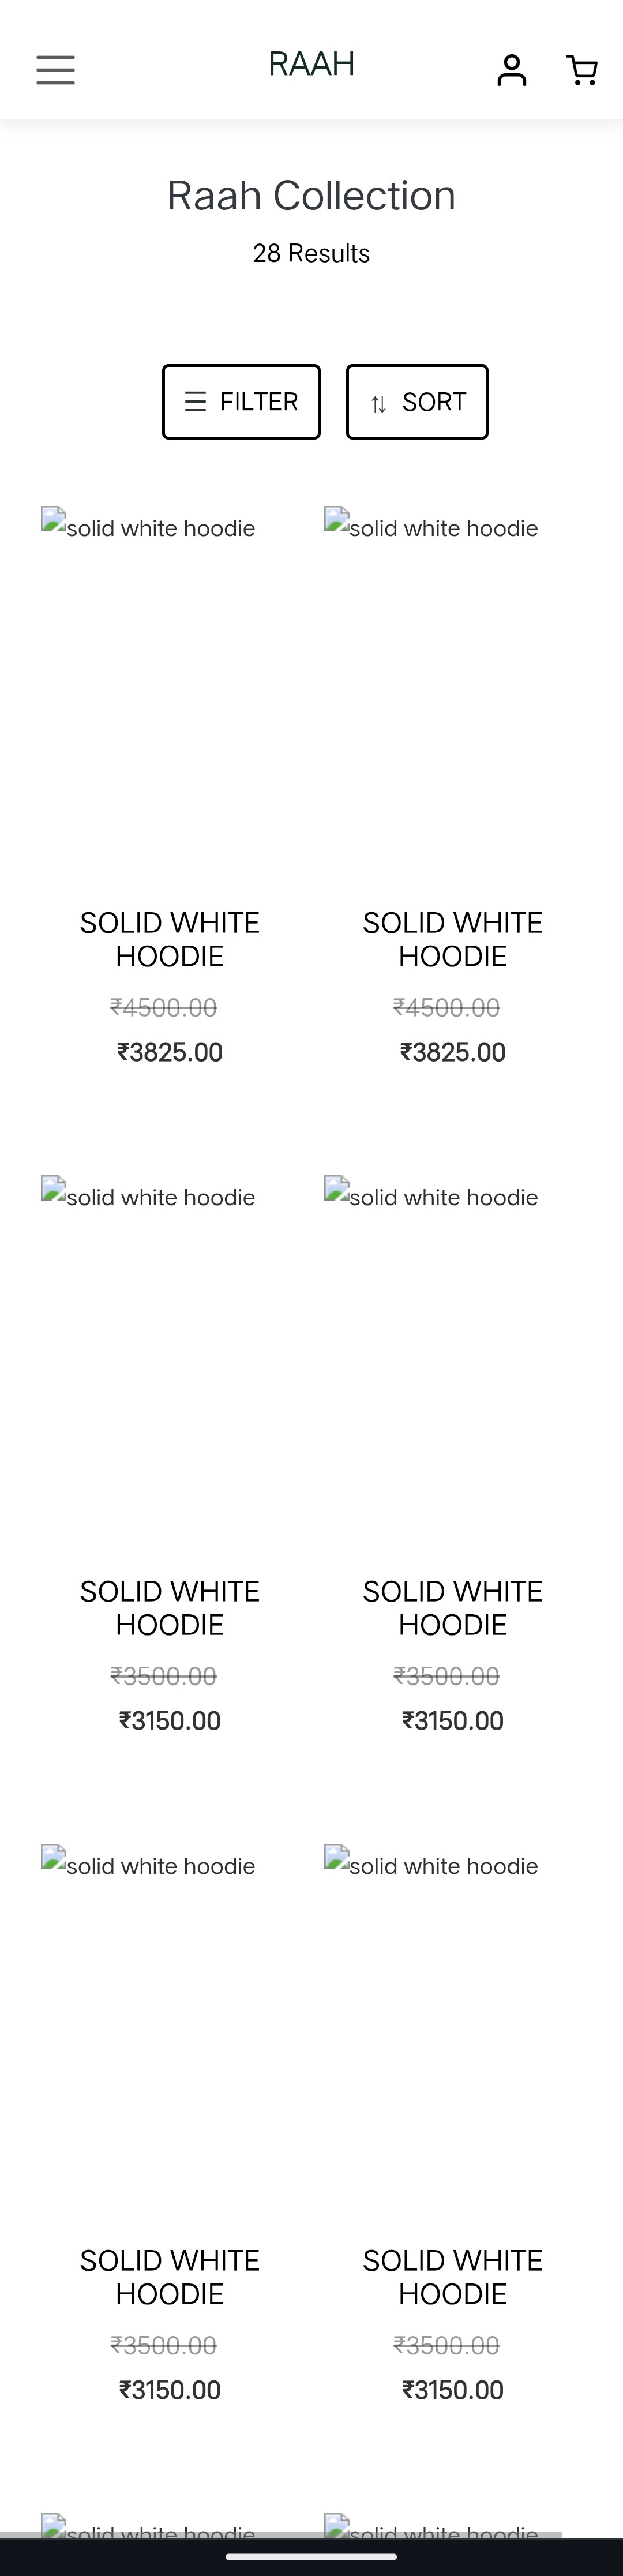 RAAH
Raah Collection
28 Results
FILTER
SORT
solid white hoodie
solid white hoodie
SOLID WHITE
HOODIE
₹4500.00
₹3825.00
SOLID WHITE
HOODIE
₹4500.00
₹3825.00
solid white hoodie
solid white hoodie
SOLID WHITE
HOODIE
₹3500.00
₹3150.00
SOLID WHITE
HOODIE
₹3500.00
₹3150.00
solid white hoodie
solid white hoodie
SOLID WHITE
HOODIE
₹3500.00
₹3150.00
SOLID WHITE
HOODIE
₹3500.00
₹3150.00
solid white hoodie
solid white hoodie